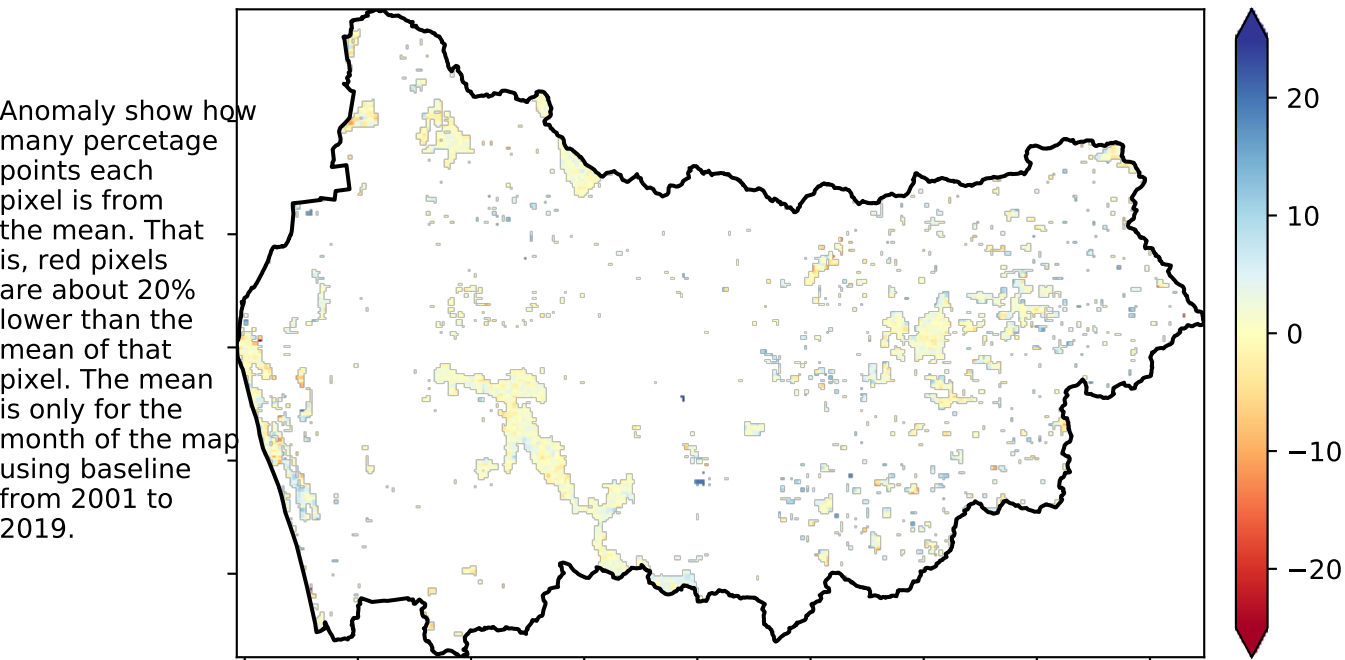 Anomaly show how
many percetage
points each
pixel is from
the mean. That
is, red pixels
are about 20%
lower than the
mean of that
pixel. The mean
is only for the
month of the map
using baseline
from 2001 to
2019.
20
10
0
−10
−20